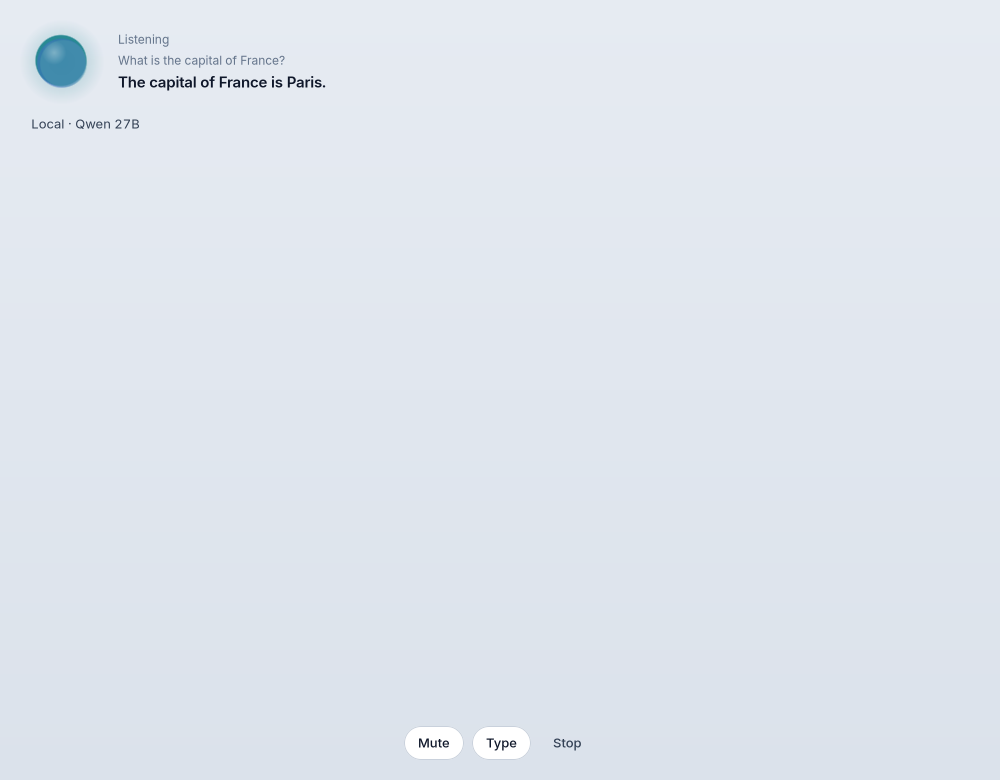 Listening
What is the capital of France?
The capital of France is Paris.
Local · Qwen 27B
Mute
Type
Stop